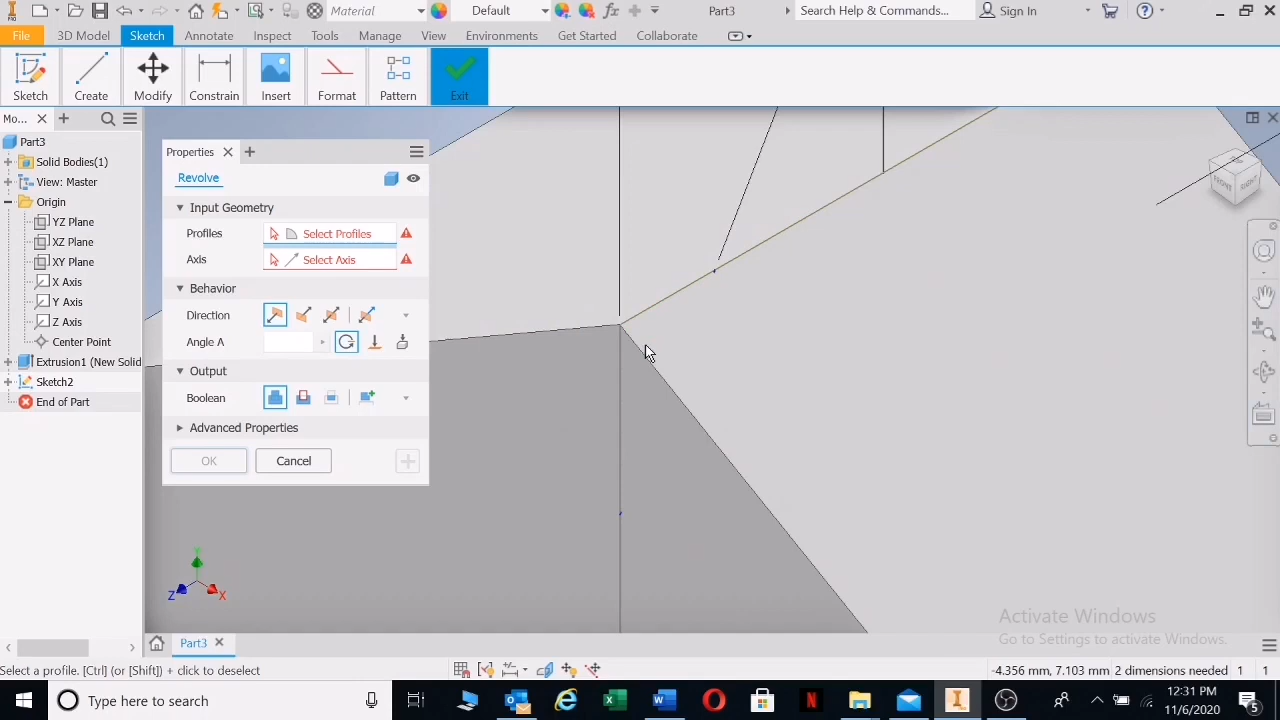 Material
Default
Part3
Search Help & Commands...
Sign In
File
3D Model
Sketch
Annotate
Inspect
Tools
Manage
View
Environments
Get Started
Collaborate
Sketch
Create
Modify
Constrain
Insert
Format
Pattern
Exit
Mo...
Part3
Solid Bodies(1)
View: Master
Origin
YZ Plane
XZ Plane
XY Plane
X Axis
Y Axis
Z Axis
Center Point
Extrusion1 (New Solid
Sketch2
End of Part
Properties
Revolve
Input Geometry
Profiles
Select Profiles
Axis
Select Axis
Behavior
Direction
Angle A
Output
Boolean
Advanced Properties
OK
Cancel
FRONT
RIGHT
Y
Z
X
Activate Windows
Go to Settings to activate Windows.
Part3
Select a profile. [Ctrl] (or [Shift]) + click to deselect
-4.356 mm, 7.103 mm
2 dimensions needed
1
1
Type here to search
12:31 PM
11/6/2020
5